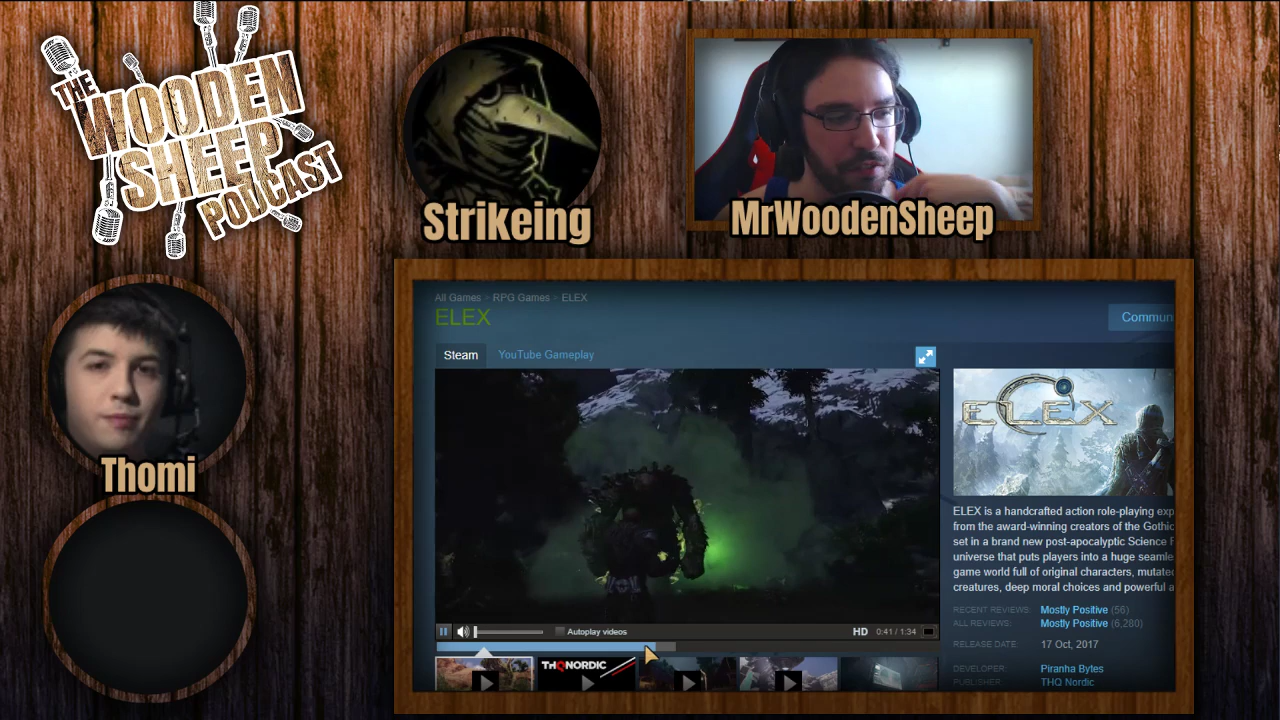 THE
WOODEN
SHEEP
PODCAST
Strikeing
MrWoodenSheep
Thomi
All Games > RPG Games > ELEX
ELEX
Commun
Steam
YouTube Gameplay
ELEX
ELEX is a handcrafted action role-playing exp
from the award-winning creators of the Gothic
set in a brand new post-apocalyptic Science F
universe that puts players into a huge seamle
game world full of original characters, mutated
creatures, deep moral choices and powerful a
Autoplay videos
HD
0:41 / 1:34
RECENT REVIEWS: Mostly Positive (56)
ALL REVIEWS: Mostly Positive (6,280)
RELEASE DATE: 17 Oct, 2017
DEVELOPER: Piranha Bytes
PUBLISHER: THQ Nordic
THQNORDIC